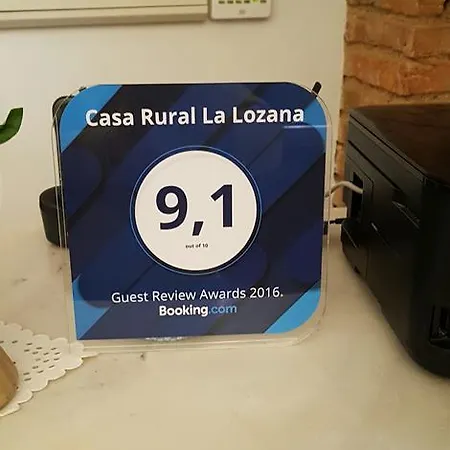 Casa Rural La Lozana
9,1
out of 10
Guest Review Awards 2016.
Booking.com